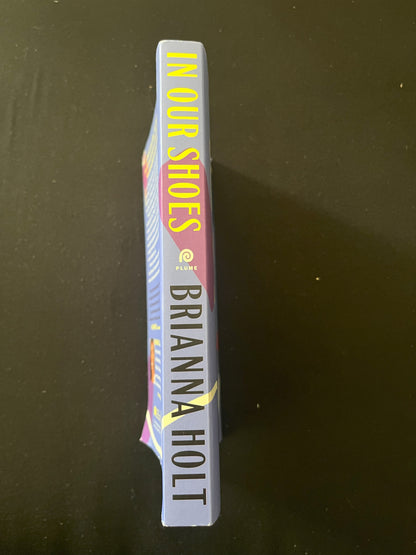 IN OUR SHOES
PLUME
BRIANNA HOLT